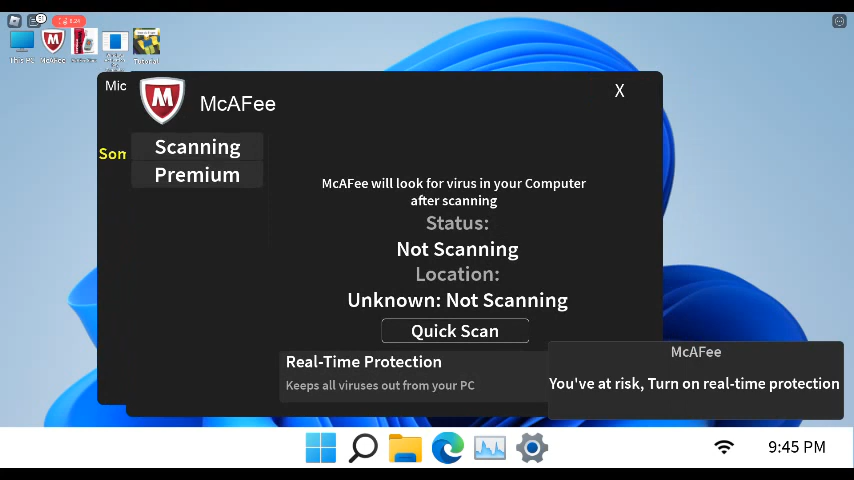 This PC
McAFee
Tutorial
Mic
McAFee
X
Scanning
Premium
Son
McAFee will look for virus in your Computer
after scanning
Status:
Not Scanning
Location:
Unknown: Not Scanning
Quick Scan
Real-Time Protection
Keeps all viruses out from your PC
McAFee
You've at risk, Turn on real-time protection
9:45 PM